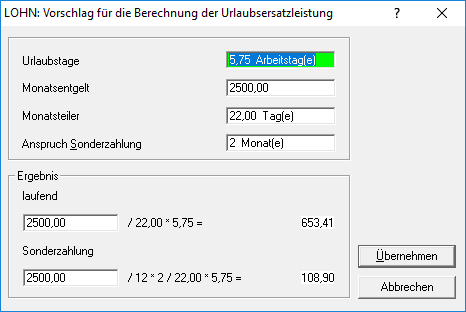 LOHN: Vorschlag für die Berechnung der Urlaubsersatzleistung ? ×
Urlaubstage 5,75 Arbeitstag(e)
Monatsentgelt 2500,00
Monatsteiler 22,00 Tag(e)
Anspruch Sonderzahlung 2 Monat(e)
Ergebnis
laufend
2500,00 / 22,00 * 5,75 = 653,41
Sonderzahlung
2500,00 / 12 * 2 / 22,00 * 5,75 = 108,90
Übernehmen
Abbrechen